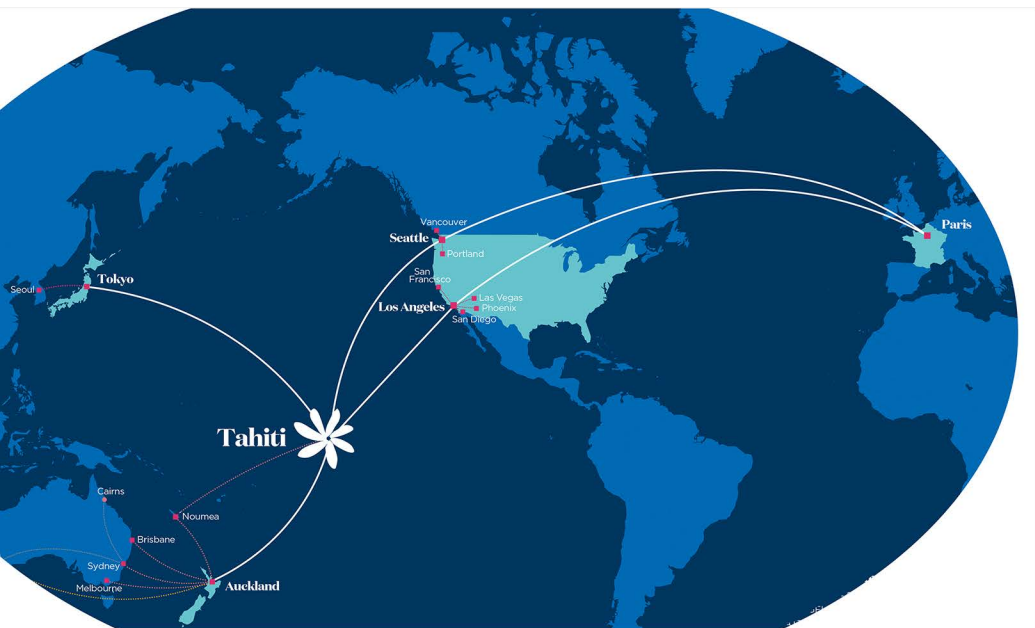 Vancouver
Seattle
Portland
Paris
San
Francisco
Tokyo
Seoul
Las Vegas
Los Angeles
Phoenix
San Diego
Tahiti
Cairns
Noumea
Brisbane
Sydney
Melbourne
Auckland